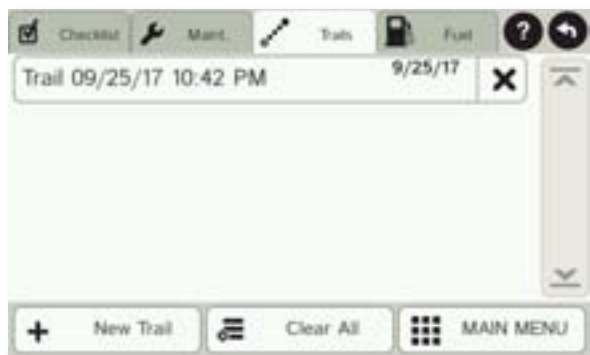 Checklist Maint. Trails Fuel ?
Trail 09/25/17 10:42 PM 9/25/17
New Trail Clear All MAIN MENU